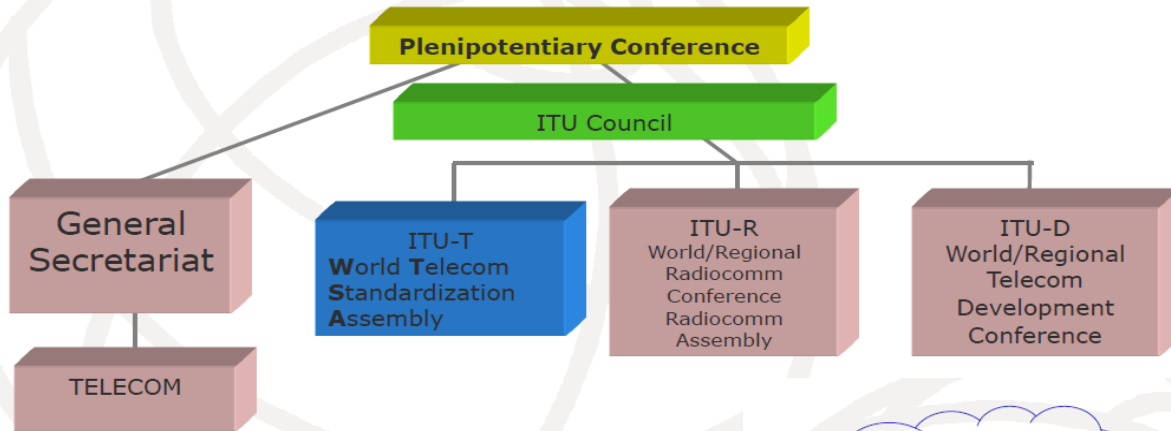 Plenipotentiary Conference
ITU Council
General
Secretariat
TELECOM
ITU-T
World Telecom
Standardization
Assembly
ITU-R
World/Regional
Radiocomm
Conference
Radiocomm
Assembly
ITU-D
World/Regional
Telecom
Development
Conference